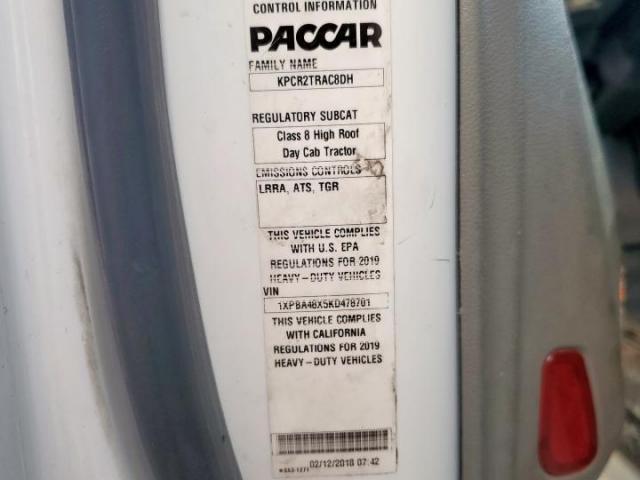 CONTROL INFORMATION
PACCAR
FAMILY NAME
KPCR2TRAC8DH
REGULATORY SUBCAT
Class 8 High Roof
Day Cab Tractor
EMISSIONS CONTROLS
LRRA, ATS, TGR
THIS VEHICLE COMPLIES
WITH U.S. EPA
REGULATIONS FOR 2019
HEAVY-DUTY VEHICLES
VIN
1XPBA48X5KD478701
THIS VEHICLE COMPLIES
WITH CALIFORNIA
REGULATIONS FOR 2019
HEAVY-DUTY VEHICLES
02/12/2018 07:42